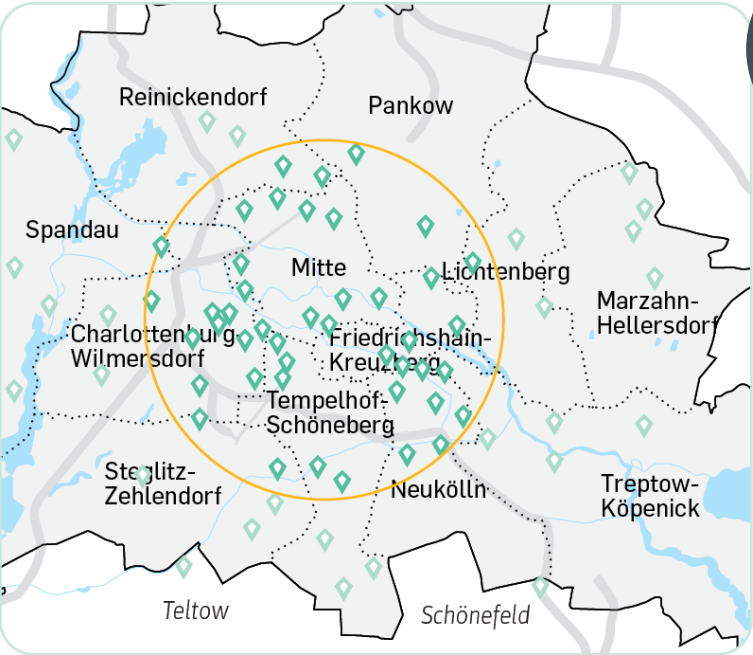 Reinickendorf
Pankow
Spandau
Mitte
Lichtenberg
Marzahn-
Hellersdorf
Charlottenburg-
Wilmersdorf
Friedrichshain-
Kreuzberg
Tempelhof-
Schöneberg
Steglitz-
Zehlendorf
Neukölln
Treptow-
Köpenick
Teltow
Schönefeld